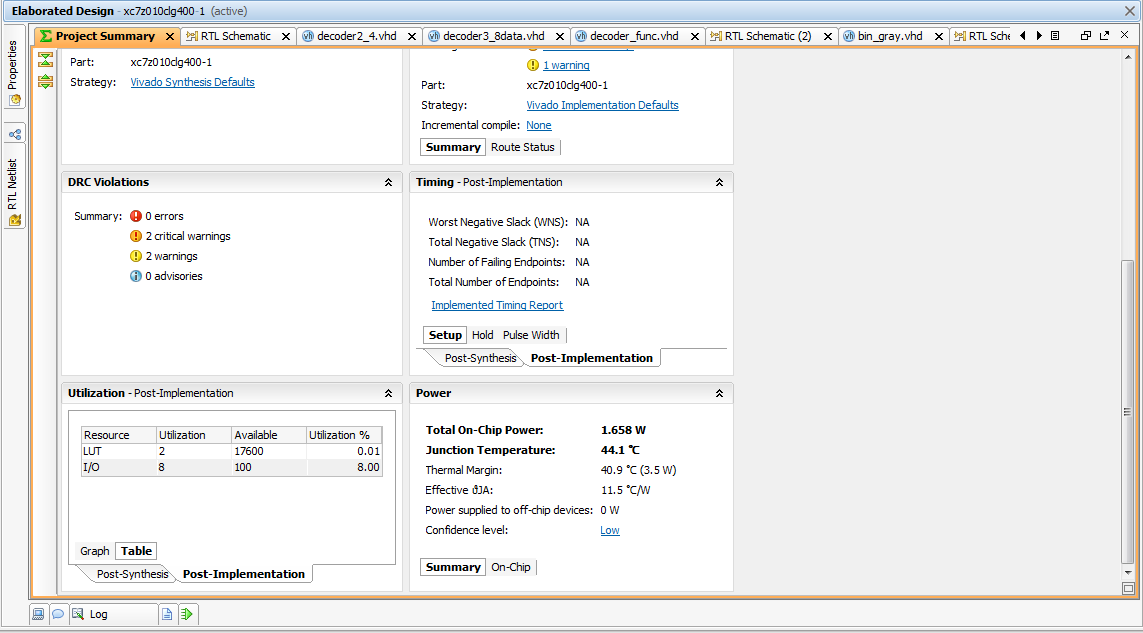 Elaborated Design - xc7z010clg400-1 (active)
Properties
RTL Netlist
Σ Project Summary
RTL Schematic
decoder2_4.vhd
decoder3_8data.vhd
decoder_func.vhd
RTL Schematic (2)
bin_gray.vhd
RTL Sche
Part: xc7z010clg400-1
Strategy: Vivado Synthesis Defaults
1 warning
Part: xc7z010clg400-1
Strategy: Vivado Implementation Defaults
Incremental compile: None
Summary Route Status
DRC Violations
Summary: 0 errors
2 critical warnings
2 warnings
0 advisories
Timing - Post-Implementation
Worst Negative Slack (WNS): NA
Total Negative Slack (TNS): NA
Number of Failing Endpoints: NA
Total Number of Endpoints: NA
Implemented Timing Report
Setup Hold Pulse Width
Post-Synthesis Post-Implementation
Utilization - Post-Implementation
Resource Utilization Available Utilization %
LUT 2 17600 0.01
I/O 8 100 8.00
Graph Table
Post-Synthesis Post-Implementation
Power
Total On-Chip Power: 1.658 W
Junction Temperature: 44.1 °C
Thermal Margin: 40.9 °C (3.5 W)
Effective ϑJA: 11.5 °C/W
Power supplied to off-chip devices: 0 W
Confidence level: Low
Summary On-Chip
Log